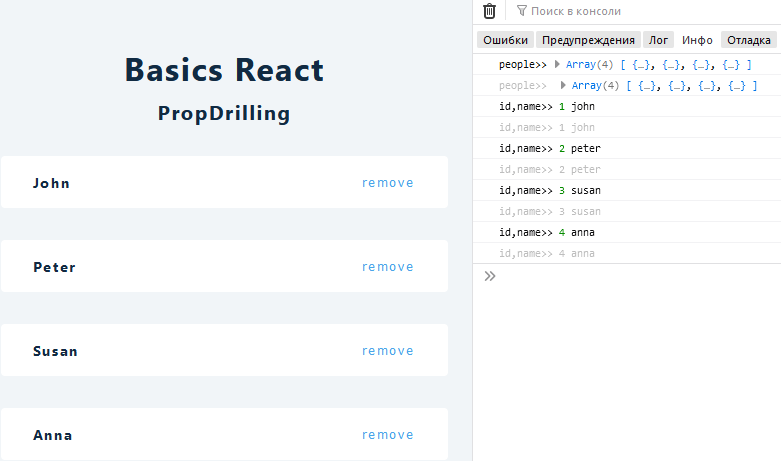 Basics React
PropDrilling
John remove
Peter remove
Susan remove
Anna remove
Поиск в консоли
Ошибки Предупреждения Лог Инфо Отладка
people>> Array(4) [ {…}, {…}, {…}, {…} ]
people>> Array(4) [ {…}, {…}, {…}, {…} ]
id,name>> 1 john
id,name>> 1 john
id,name>> 2 peter
id,name>> 2 peter
id,name>> 3 susan
id,name>> 3 susan
id,name>> 4 anna
id,name>> 4 anna